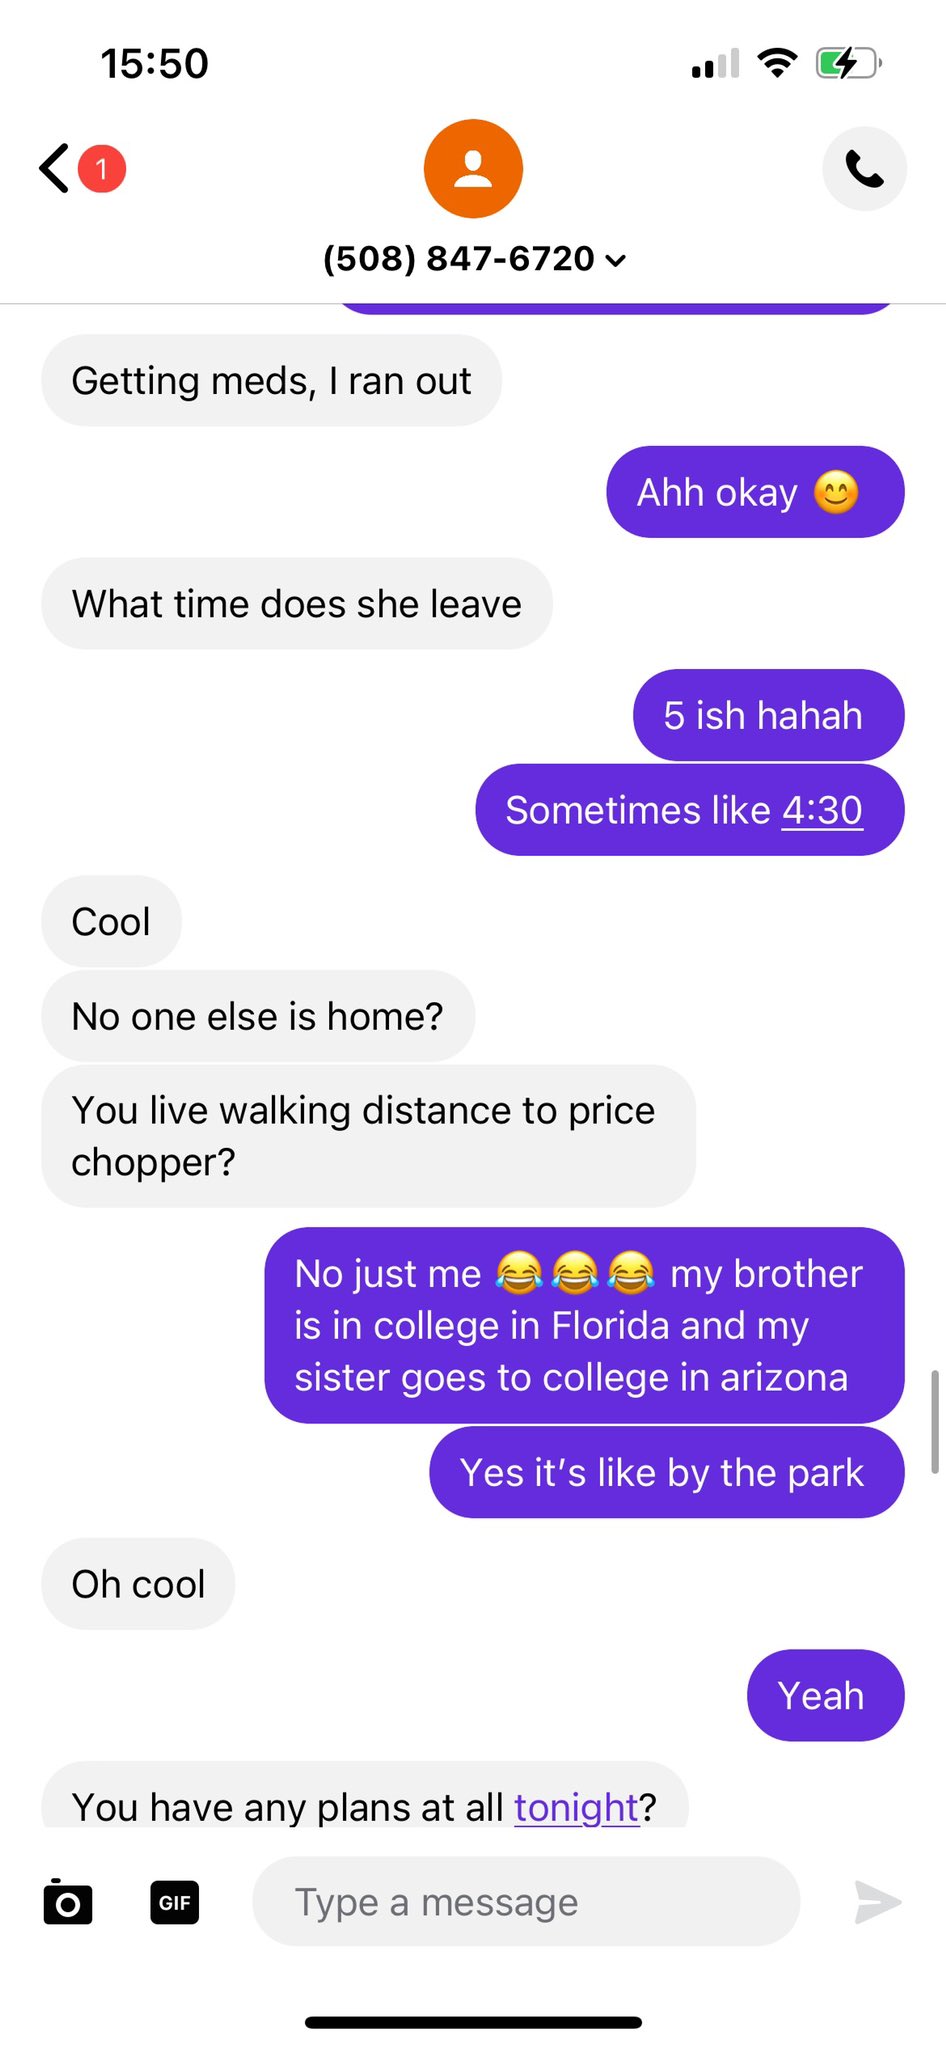 15:50
1
(508) 847-6720
Getting meds, I ran out
Ahh okay 😊
What time does she leave
5 ish hahah
Sometimes like 4:30
Cool
No one else is home?
You live walking distance to price
chopper?
No just me 😂😂😂 my brother
is in college in Florida and my
sister goes to college in arizona
Yes it's like by the park
Oh cool
Yeah
You have any plans at all tonight?
GIF
Type a message